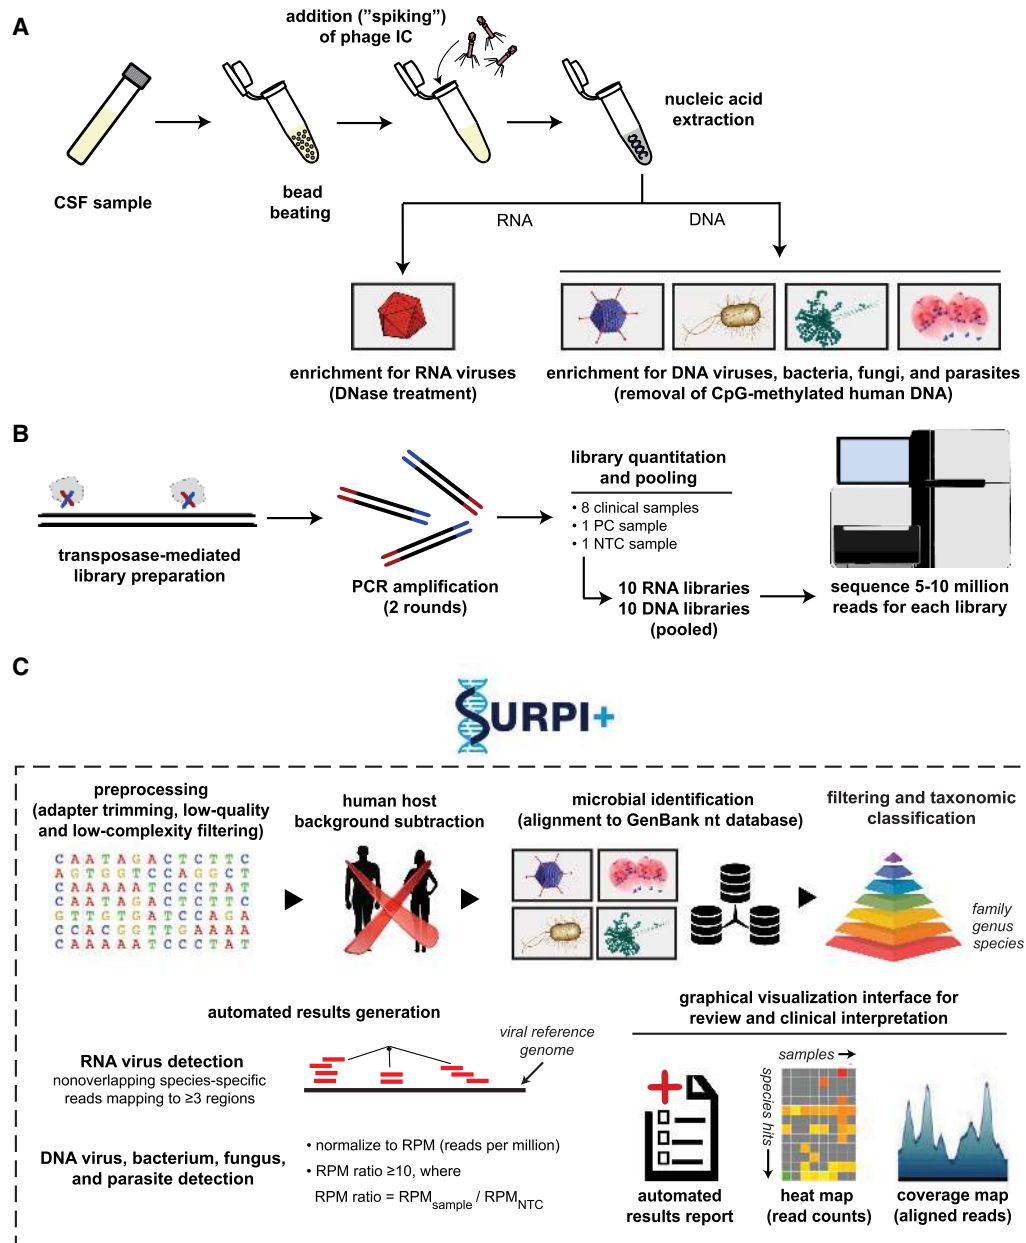 A
addition (”spiking”)
of phage IC
nucleic acid
extraction
CSF sample
bead
beating
RNA
DNA
enrichment for RNA viruses
(DNase treatment)
enrichment for DNA viruses, bacteria, fungi, and parasites
(removal of CpG-methylated human DNA)
B
transposase-mediated
library preparation
PCR amplification
(2 rounds)
library quantitation
and pooling
• 8 clinical samples
• 1 PC sample
• 1 NTC sample
10 RNA libraries
10 DNA libraries
(pooled)
sequence 5-10 million
reads for each library
C
SURPI+
preprocessing
(adapter trimming, low-quality
and low-complexity filtering)
C A A T A G A C T C T T C
A G T G G T C C A G G C T
C A A A A A T C C C T A T
C A A T A G A C T C T T C
G T T G T G A T C C A G A
C C A C G G T T G A A A A
C A A A A A T C C C T A T
human host
background subtraction
microbial identification
(alignment to GenBank nt database)
filtering and taxonomic
classification
family
genus
species
automated results generation
RNA virus detection
nonoverlapping species-specific
reads mapping to ≥3 regions
viral reference
genome
DNA virus, bacterium, fungus,
and parasite detection
• normalize to RPM (reads per million)
• RPM ratio ≥10, where
RPM ratio = RPMsample / RPMNTC
graphical visualization interface for
review and clinical interpretation
samples
species hits
automated
results report
heat map
(read counts)
coverage map
(aligned reads)